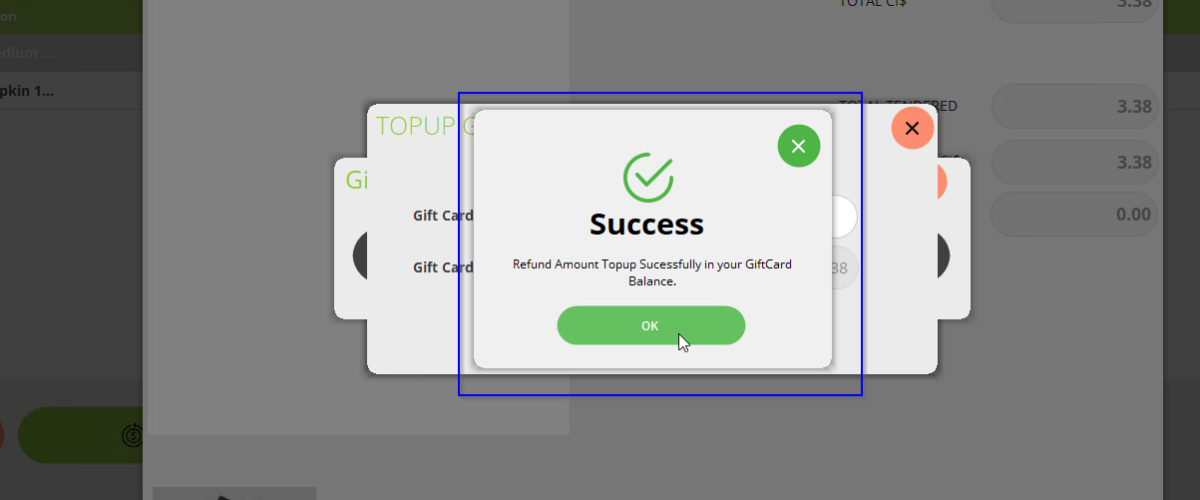 on
TOTAL CI$
3.38
edium ...
pkin 1...
TOTAL TENDERED
3.38
TOPUP G
3.38
Gi
Gift Card
0.00
Success
Gift Card
38
Refund Amount Topup Sucessfully in your GiftCard
Balance.
OK